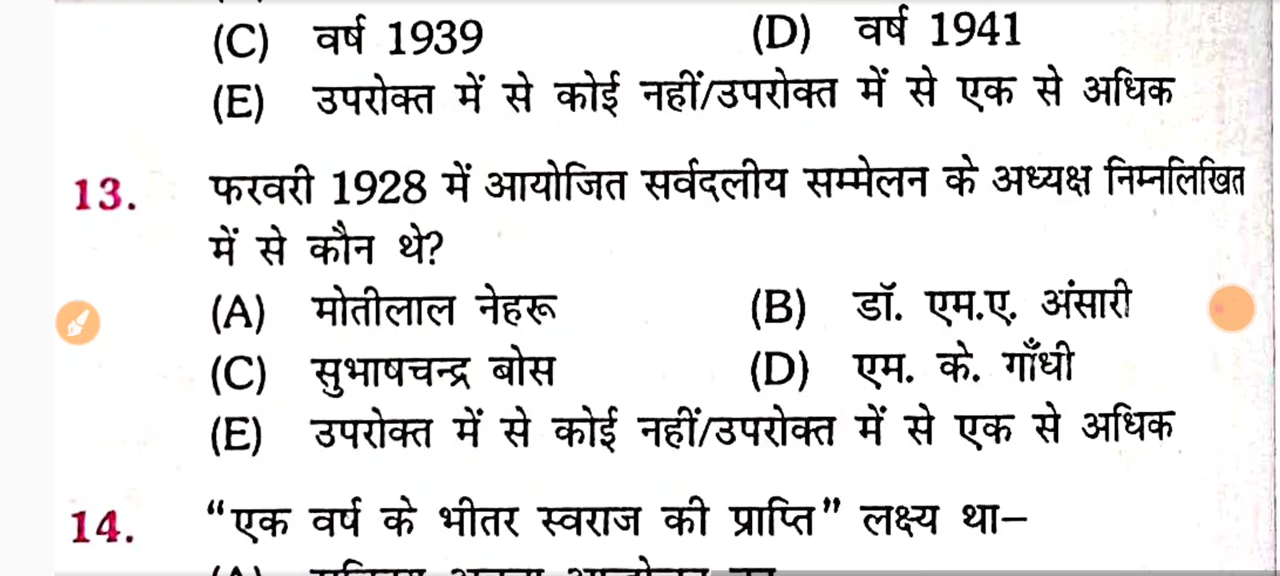 (C) वर्ष 1939 (D) वर्ष 1941
(E) उपरोक्त में से कोई नहीं/उपरोक्त में से एक से अधिक
13. फरवरी 1928 में आयोजित सर्वदलीय सम्मेलन के अध्यक्ष निम्नलिखित
में से कौन थे?
(A) मोतीलाल नेहरू (B) डॉ. एम.ए. अंसारी
(C) सुभाषचन्द्र बोस (D) एम. के. गाँधी
(E) उपरोक्त में से कोई नहीं/उपरोक्त में से एक से अधिक
14. “एक वर्ष के भीतर स्वराज की प्राप्ति” लक्ष्य था–